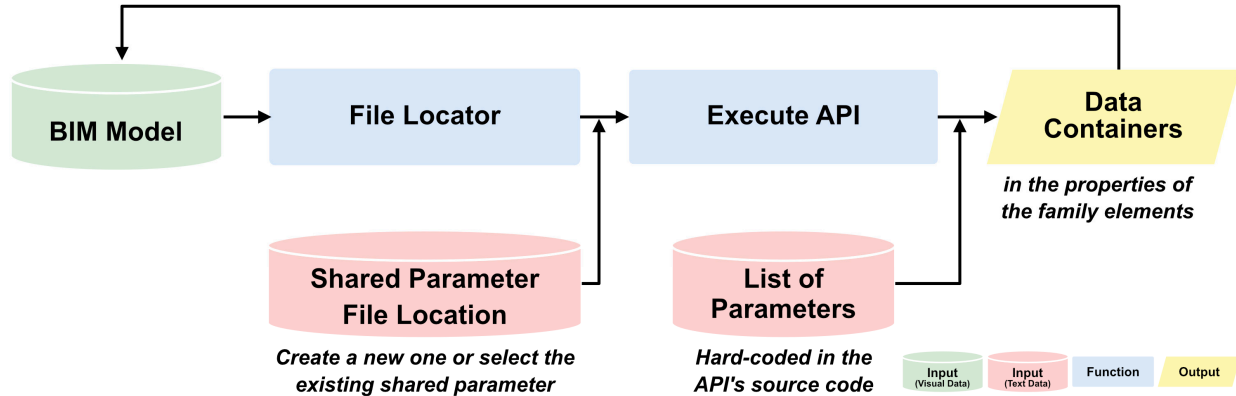 BIM Model
File Locator
Execute API
Data
Containers
in the properties of
the family elements
Shared Parameter
File Location
Create a new one or select the
existing shared parameter
List of
Parameters
Hard-coded in the
API's source code
Input
(Visual Data)
Input
(Text Data)
Function
Output